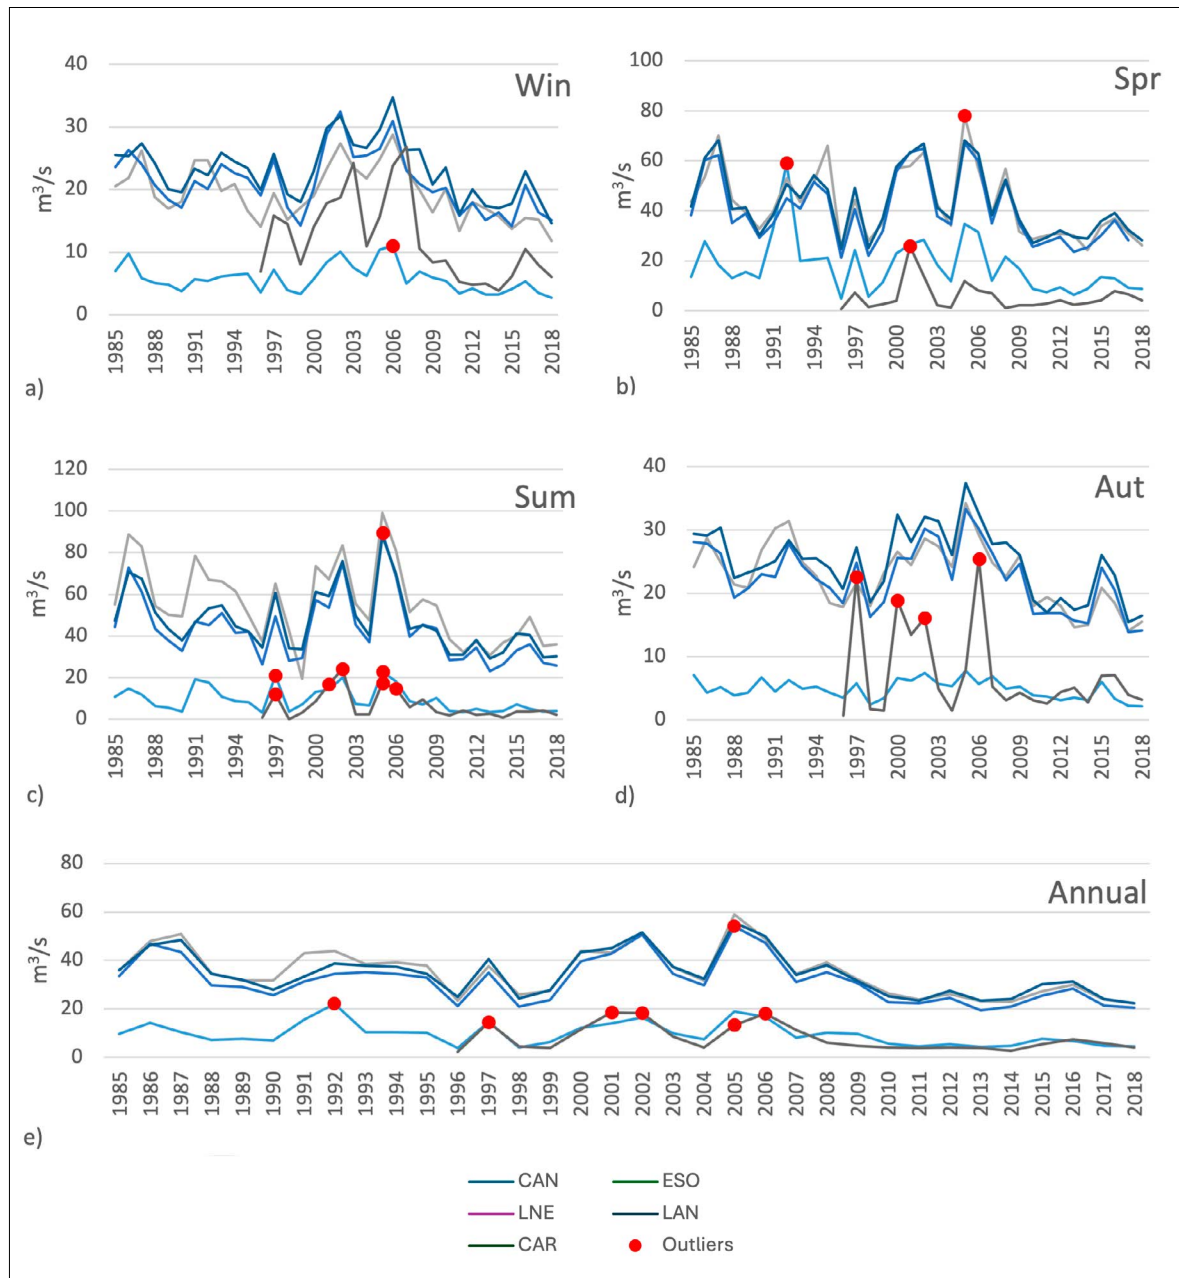 Win
40
30
20
10
0
m³/s
1985 1988 1991 1994 1997 2000 2003 2006 2009 2012 2015 2018
a)
Spr
100
80
60
40
20
0
m³/s
1985 1988 1991 1994 1997 2000 2003 2006 2009 2012 2015 2018
b)
Sum
120
100
80
60
40
20
0
m³/s
1985 1988 1991 1994 1997 2000 2003 2006 2009 2012 2015 2018
c)
Aut
40
30
20
10
0
m³/s
1985 1988 1991 1994 1997 2000 2003 2006 2009 2012 2015 2018
d)
Annual
80
60
40
20
0
m³/s
1985 1986 1987 1988 1989 1990 1991 1992 1993 1994 1995 1996 1997 1998 1999 2000 2001 2002 2003 2004 2005 2006 2007 2008 2009 2010 2011 2012 2013 2014 2015 2016 2017 2018
e)
CAN ESO
LNE LAN
CAR Outliers